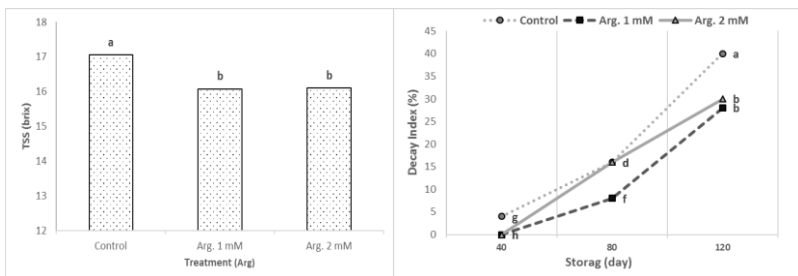 18
17
16
15
14
13
12
TSS (brix)
a
b
b
Control
Arg. 1 mM
Arg. 2 mM
Treatment (Arg)
Control
Arg. 1 mM
Arg. 2 mM
45
40
35
30
25
20
15
10
5
0
Decay Index (%)
a
b
b
d
f
g
h
40
80
120
Storag (day)